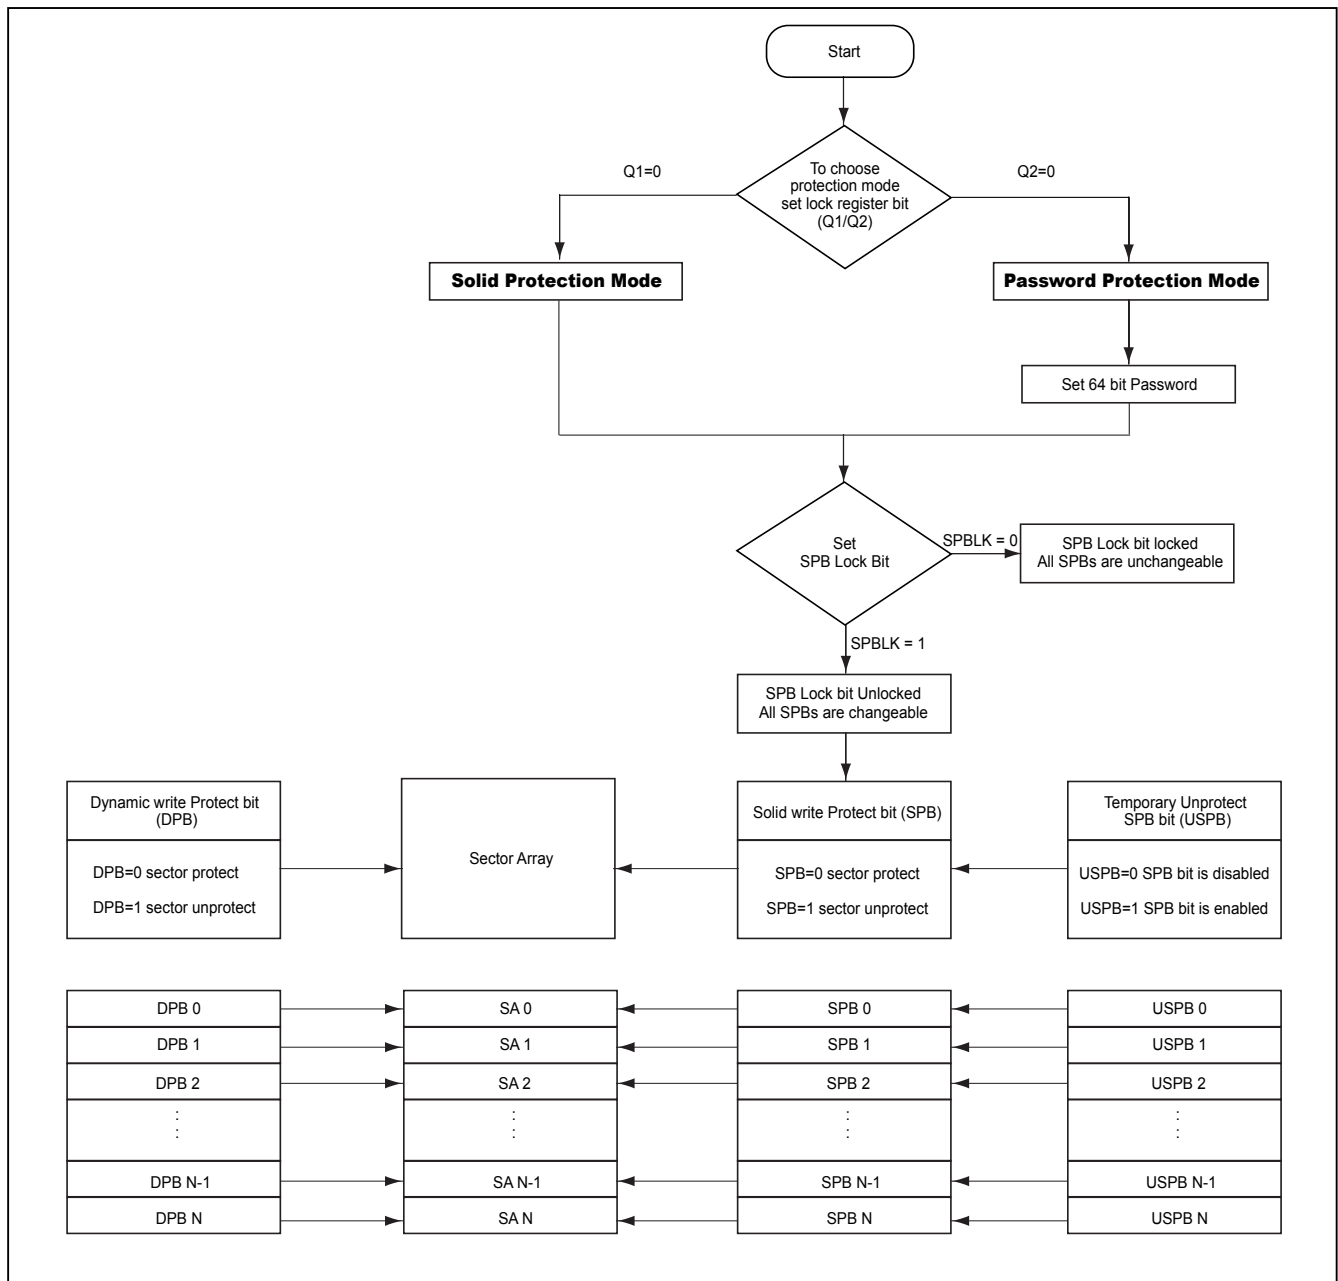 Start
To choose
protection mode
set lock register bit
(Q1/Q2)
Q1=0
Q2=0
Solid Protection Mode
Password Protection Mode
Set 64 bit Password
Set
SPB Lock Bit
SPBLK = 0
SPB Lock bit locked
All SPBs are unchangeable
SPBLK = 1
SPB Lock bit Unlocked
All SPBs are changeable
Dynamic write Protect bit
(DPB)
DPB=0 sector protect
DPB=1 sector unprotect
Sector Array
Solid write Protect bit (SPB)
SPB=0 sector protect
SPB=1 sector unprotect
Temporary Unprotect
SPB bit (USPB)
USPB=0 SPB bit is disabled
USPB=1 SPB bit is enabled
DPB 0
SA 0
SPB 0
USPB 0
DPB 1
SA 1
SPB 1
USPB 1
DPB 2
SA 2
SPB 2
USPB 2
DPB N-1
SA N-1
SPB N-1
USPB N-1
DPB N
SA N
SPB N
USPB N